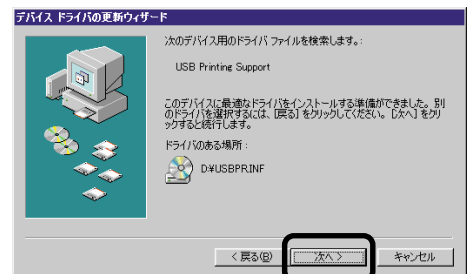 デバイス ドライバの更新ウィザード
次のデバイス用のドライバ ファイルを検索します。:
USB Printing Support
このデバイスに最適なドライバをインストールする準備ができました。別
のドライバを選択するには、[戻る] をクリックしてください。[次へ] をクリ
ックすると続行します。
ドライバのある場所:
D¥USBPRINF
< 戻る(B)
次へ >
キャンセル